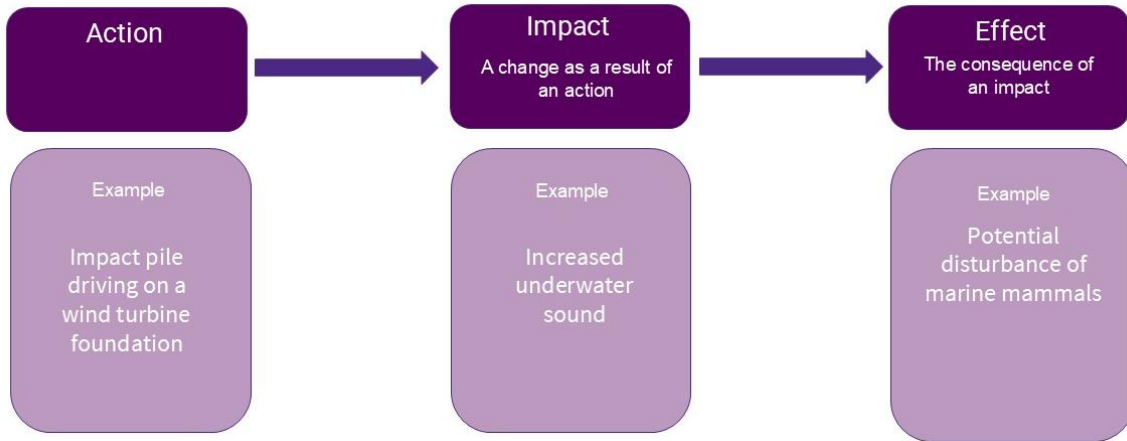 Action
Impact
A change as a result of
an action
Effect
The consequence of
an impact
Example
Impact pile
driving on a
wind turbine
foundation
Example
Increased
underwater
sound
Example
Potential
disturbance of
marine mammals